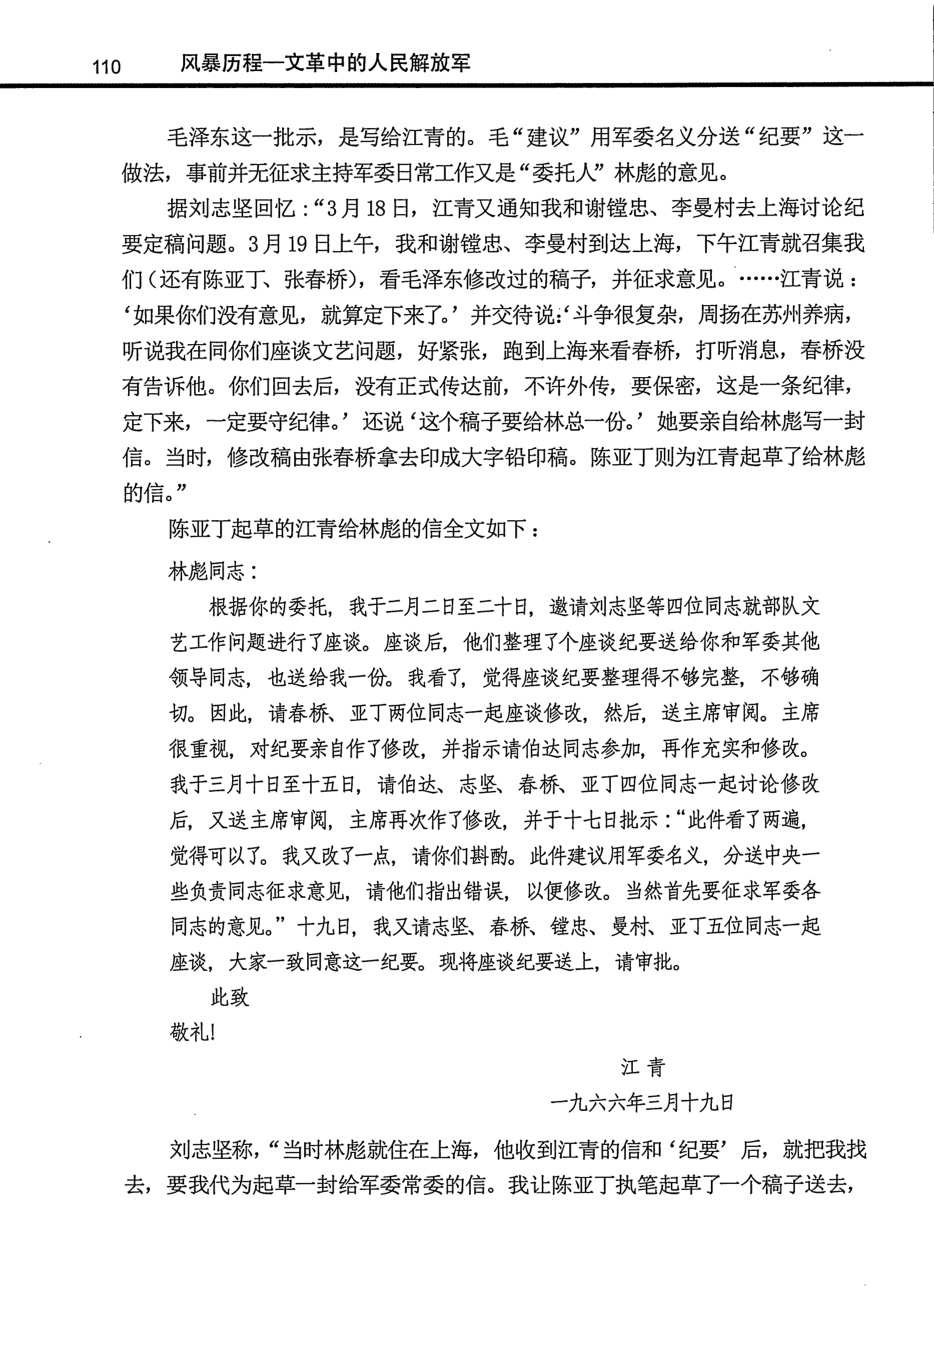 110 风暴历程—文革中的人民解放军
毛泽东这一批示，是写给江青的。毛“建议”用军委名义分送“纪要”这一
做法，事前并无征求主持军委日常工作又是“委托人”林彪的意见。
据刘志坚回忆：“3月18日，江青又通知我和谢镗忠、李曼村去上海讨论纪
要定稿问题。3月19日上午，我和谢镗忠、李曼村到达上海，下午江青就召集我
们（还有陈亚丁、张春桥），看毛泽东修改过的稿子，并征求意见。……江青说：
‘如果你们没有意见，就算定下来了。’并交待说：‘斗争很复杂，周扬在苏州养病，
听说我在同你们座谈文艺问题，好紧张，跑到上海来看春桥，打听消息，春桥没
有告诉他。你们回去后，没有正式传达前，不许外传，要保密，这是一条纪律，
定下来，一定要守纪律。’还说‘这个稿子要给林总一份。’她要亲自给林彪写一封
信。当时，修改稿由张春桥拿去印成大字铅印稿。陈亚丁则为江青起草了给林彪
的信。”
陈亚丁起草的江青给林彪的信全文如下：
林彪同志：
根据你的委托，我于二月二日至二十日，邀请刘志坚等四位同志就部队文
艺工作问题进行了座谈。座谈后，他们整理了个座谈纪要送给你和军委其他
领导同志，也送给我一份。我看了，觉得座谈纪要整理得不够完整，不够确
切。因此，请春桥、亚丁两位同志一起座谈修改，然后，送主席审阅。主席
很重视，对纪要亲自作了修改，并指示请伯达同志参加，再作充实和修改。
我于三月十日至十五日，请伯达、志坚、春桥、亚丁四位同志一起讨论修改
后，又送主席审阅，主席再次作了修改，并于十七日批示：“此件看了两遍，
觉得可以了。我又改了一点，请你们斟酌。此件建议用军委名义，分送中央一
些负责同志征求意见，请他们指出错误，以便修改。当然首先要征求军委各
同志的意见。”十九日，我又请志坚、春桥、镗忠、曼村、亚丁五位同志一起
座谈，大家一致同意这一纪要。现将座谈纪要送上，请审批。
此致
敬礼！
江 青
一九六六年三月十九日
刘志坚称，“当时林彪就住在上海，他收到江青的信和‘纪要’后，就把我找
去，要我代为起草一封给军委常委的信。我让陈亚丁执笔起草了一个稿子送去，